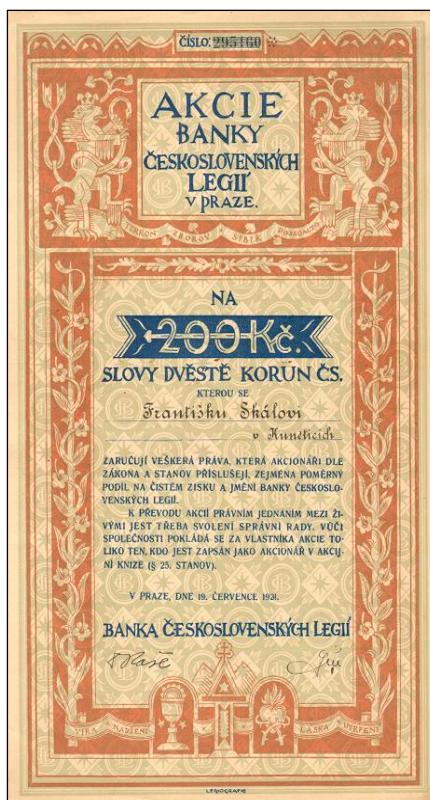 ČÍSLO: 295160
AKCIE
BANKY
ČESKOSLOVENSKÝCH
LEGIÍ
V PRAZE.
TERRON ZBOROV SIBIŘ DOSS ALTO
NA
200 Kč.
SLOVY DVĚSTĚ KORUN ČS.
KTEROU SE
Františku Skálovi
v Huneticích
ZARUČUJÍ VEŠKERÁ PRÁVA, KTERÁ AKCIONÁŘI DLE
ZÁKONA A STANOV PŘÍSLUŠEJÍ, ZEJMÉNA POMĚRNÝ
PODÍL NA ČISTÉM ZISKU A JMĚNÍ BANKY ČESKOSLO-
VENSKÝCH LEGIÍ.
K PŘEVODU AKCIÍ PRÁVNÍM JEDNÁNÍM MEZI ŽI-
VÝMI JEST TŘEBA SVOLENÍ SPRÁVNÍ RADY. VŮČI
SPOLEČNOSTI POKLÁDÁ SE ZA VLASTNÍKA AKCIE TO-
LIKO TEN, KDO JEST ZAPSÁN JAKO AKCIONÁŘ V AKCIJ-
NÍ KNIZE (§ 25. STANOV).
V PRAZE, DNE 19. ČERVENCE 1921.
BANKA ČESKOSLOVENSKÝCH LEGIÍ
VÍRA NADŠENÍ LÁSKA UTRPENÍ
LEGIOGRAFIE